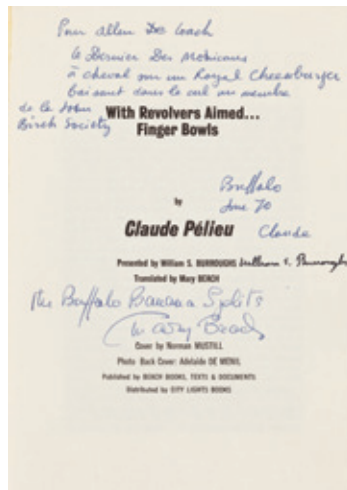 Pour Allen De Loach
le Dernier Des Mohicans
à cheval sur un Royal Cheeseburger
baisant dans le cul un membre
de la John
Birch Society
With Revolvers Aimed...
Finger Bowls
Buffalo
June 70
by
Claude Pélieu
Claude
Presented by William S. BURROUGHS William S. Burroughs
Translated by Mary BEACH
The Buffalo Banana Splits
Mary Beach
Cover by Norman MUSTILL
Photo Back Cover: Adelaide DE MENIL
Published by BEACH BOOKS, TEXTS & DOCUMENTS
Distributed by CITY LIGHTS BOOKS